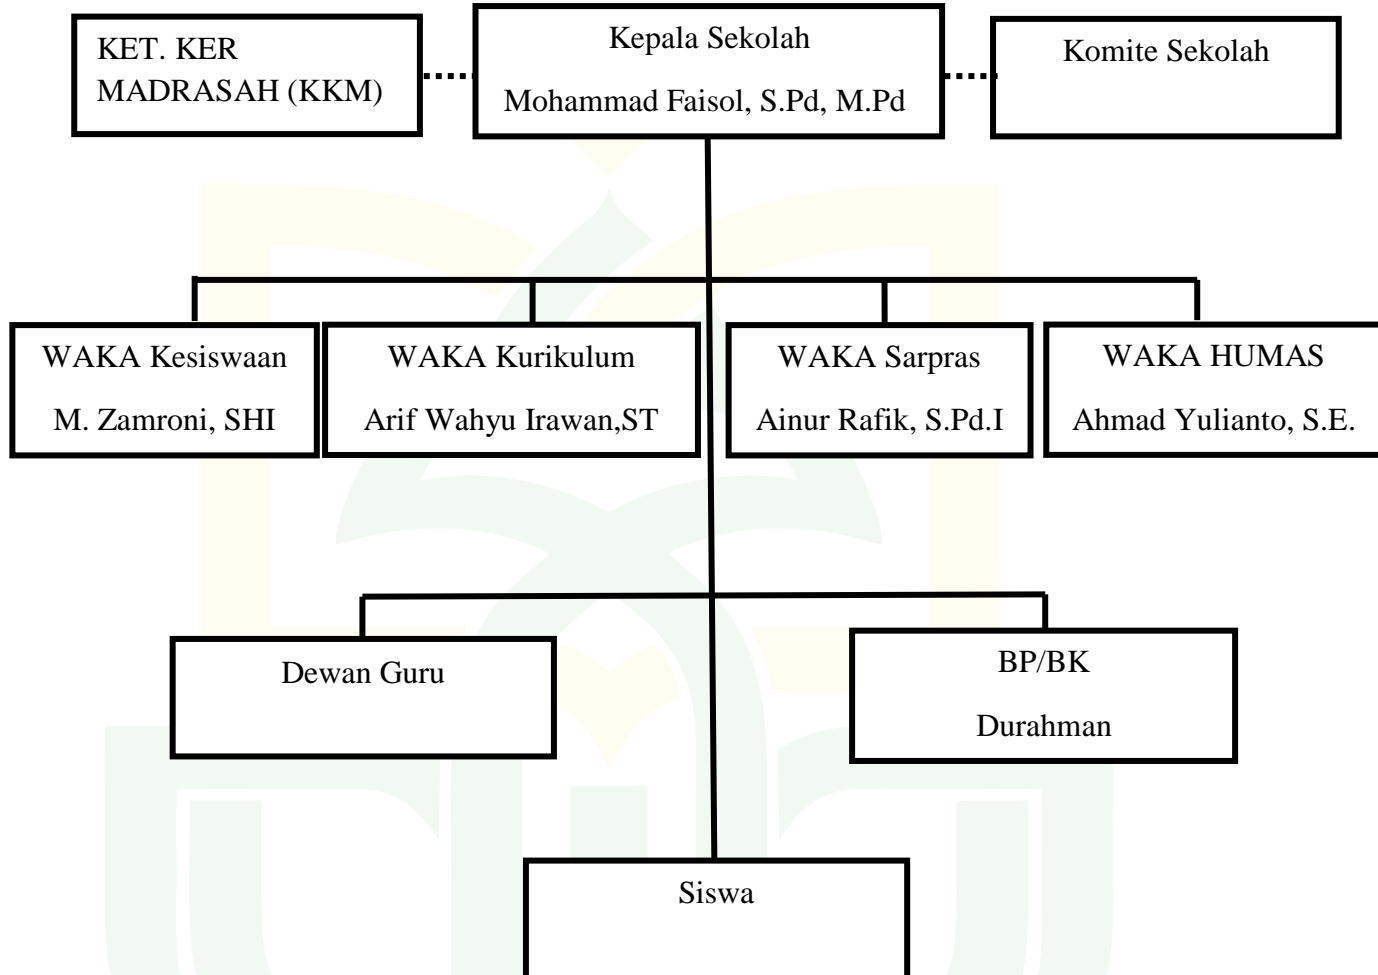 KET. KER
MADRASAH (KKM)
Kepala Sekolah
Mohammad Faisol, S.Pd, M.Pd
Komite Sekolah
WAKA Kesiswaan
M. Zamroni, SHI
WAKA Kurikulum
Arif Wahyu Irawan,ST
WAKA Sarpras
Ainur Rafik, S.Pd.I
WAKA HUMAS
Ahmad Yulianto, S.E.
Dewan Guru
BP/BK
Durahman
Siswa